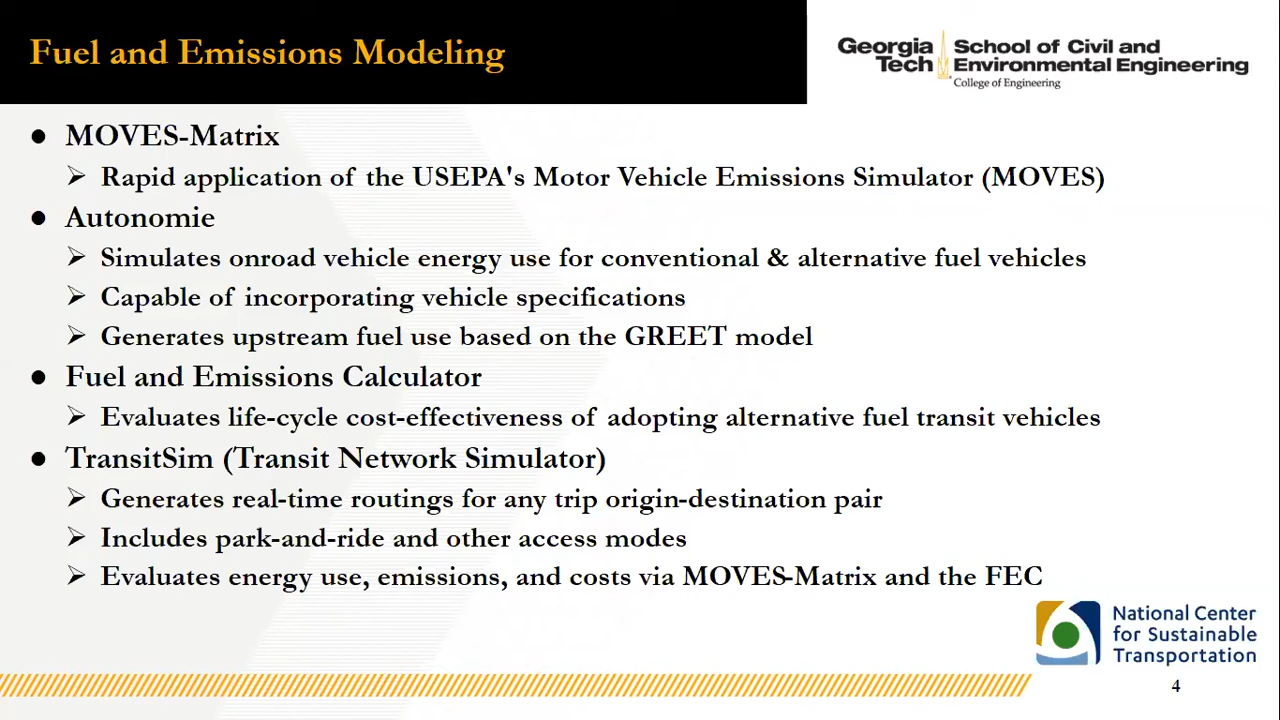 Fuel and Emissions Modeling
Georgia Tech
School of Civil and Environmental Engineering
College of Engineering
● MOVES-Matrix
➢ Rapid application of the USEPA's Motor Vehicle Emissions Simulator (MOVES)
● Autonomie
➢ Simulates onroad vehicle energy use for conventional & alternative fuel vehicles
➢ Capable of incorporating vehicle specifications
➢ Generates upstream fuel use based on the GREET model
● Fuel and Emissions Calculator
➢ Evaluates life-cycle cost-effectiveness of adopting alternative fuel transit vehicles
● TransitSim (Transit Network Simulator)
➢ Generates real-time routings for any trip origin-destination pair
➢ Includes park-and-ride and other access modes
➢ Evaluates energy use, emissions, and costs via MOVES-Matrix and the FEC
National Center
for Sustainable
Transportation
4